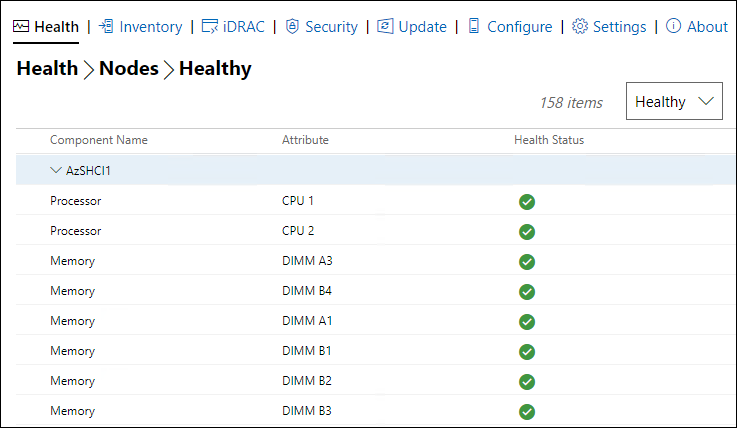 Health | Inventory | iDRAC | Security | Update | Configure | Settings | About
Health > Nodes > Healthy
158 items Healthy
Component Name Attribute Health Status
AzSHCI1
Processor CPU 1
Processor CPU 2
Memory DIMM A3
Memory DIMM B4
Memory DIMM A1
Memory DIMM B1
Memory DIMM B2
Memory DIMM B3